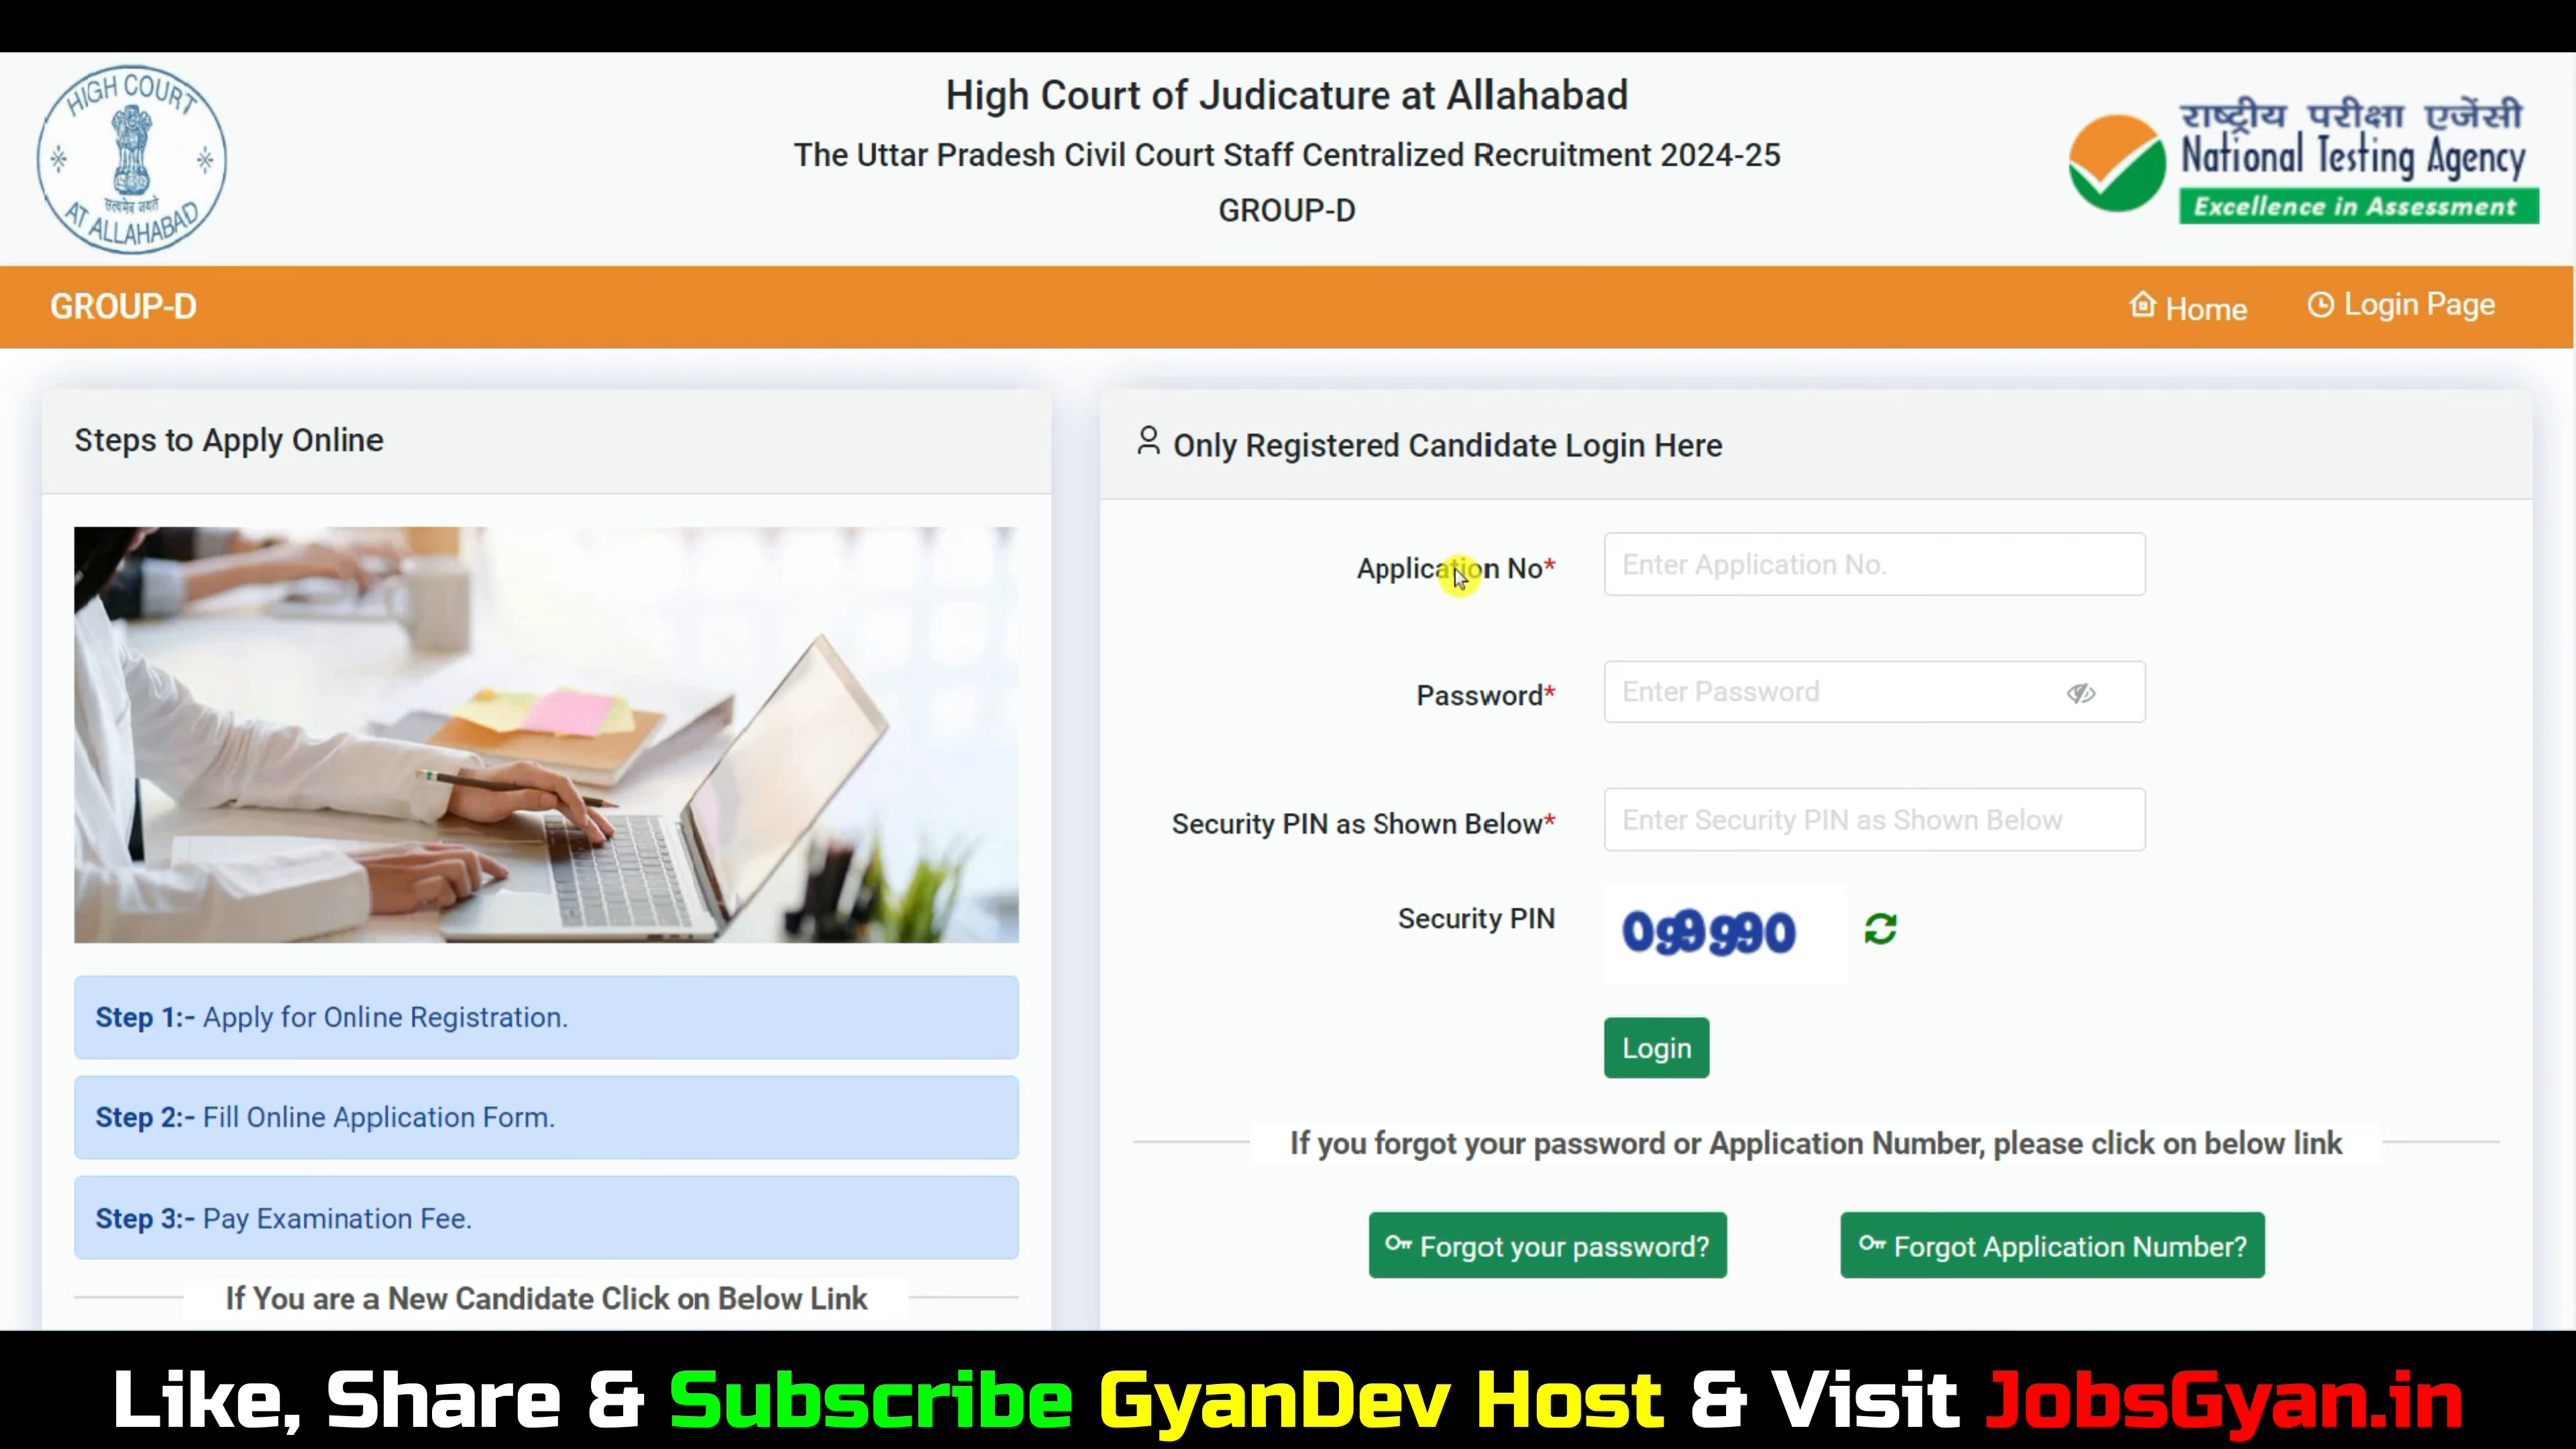 HIGH COURT
सत्यमेव जयते
AT ALLAHABAD
High Court of Judicature at Allahabad
The Uttar Pradesh Civil Court Staff Centralized Recruitment 2024-25
GROUP-D
राष्ट्रीय परीक्षा एजेंसी
National Testing Agency
Excellence in Assessment
GROUP-D
Home
Login Page
Steps to Apply Online
Step 1:- Apply for Online Registration.
Step 2:- Fill Online Application Form.
Step 3:- Pay Examination Fee.
If You are a New Candidate Click on Below Link
Only Registered Candidate Login Here
Application No*
Enter Application No.
Password*
Enter Password
Security PIN as Shown Below*
Enter Security PIN as Shown Below
Security PIN
Login
If you forgot your password or Application Number, please click on below link
Forgot your password?
Forgot Application Number?
Like, Share & Subscribe GyanDev Host & Visit JobsGyan.in